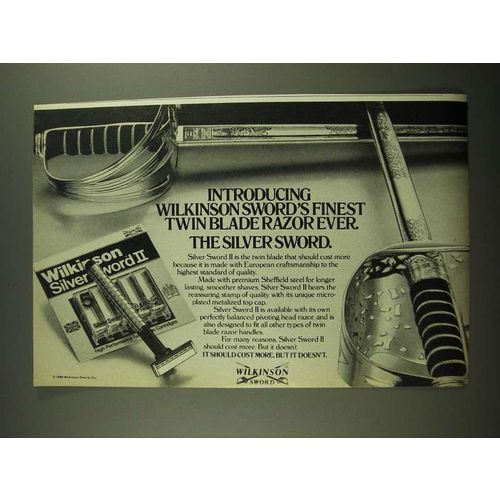 INTRODUCING
WILKINSON SWORD'S FINEST
TWIN BLADE RAZOR EVER.
THE SILVER SWORD.
Silver Sword II is the twin blade that should cost more
because it is made with European craftsmanship to the
highest standard of quality.
Made with premium Sheffield steel for longer
lasting, smoother shaves. Silver Sword II bears the
reassuring stamp of quality with its unique micro-
plated metalized top cap.
Silver Sword II is available with its own
perfectly balanced pivoting head razor, and is
also designed to fit all other types of twin
blade razor handles.
For many reasons, Silver Sword II
should cost more. But it doesn't.
IT SHOULD COST MORE. BUT IT DOESN'T.
WILKINSON
SWORD
Wilkinson
Silver Sword II
High Performance
Cartridges
Wilkinson Sword, Inc.